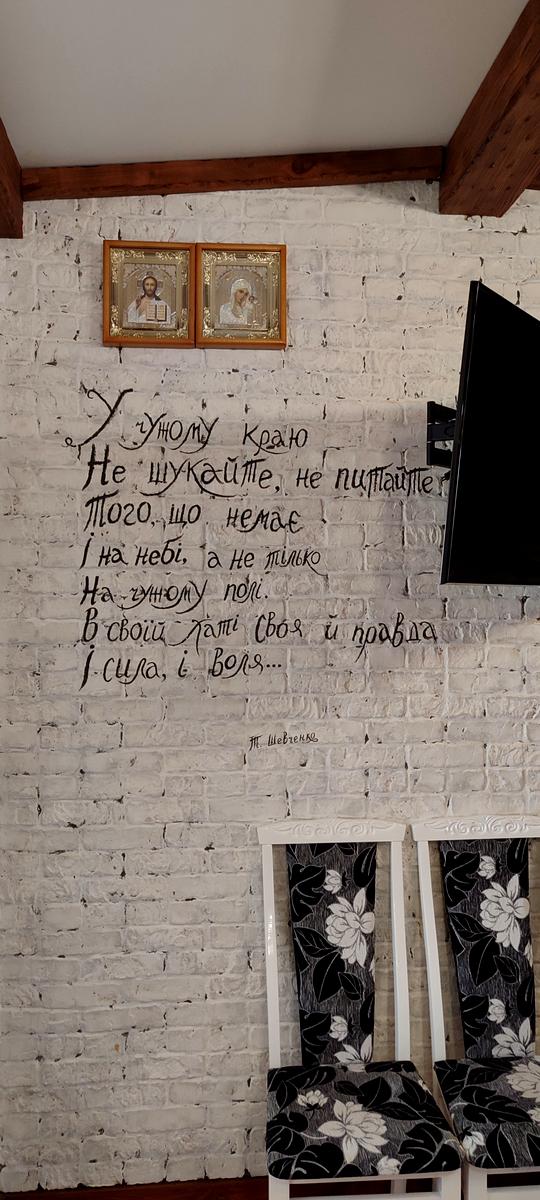 У чужому краю
Не шукайте, не питайте
Того, що немає
І на небі, а не тілько
На чужому полі.
В своїй хаті своя й правда
І сила, і воля...
Т. Шевченко